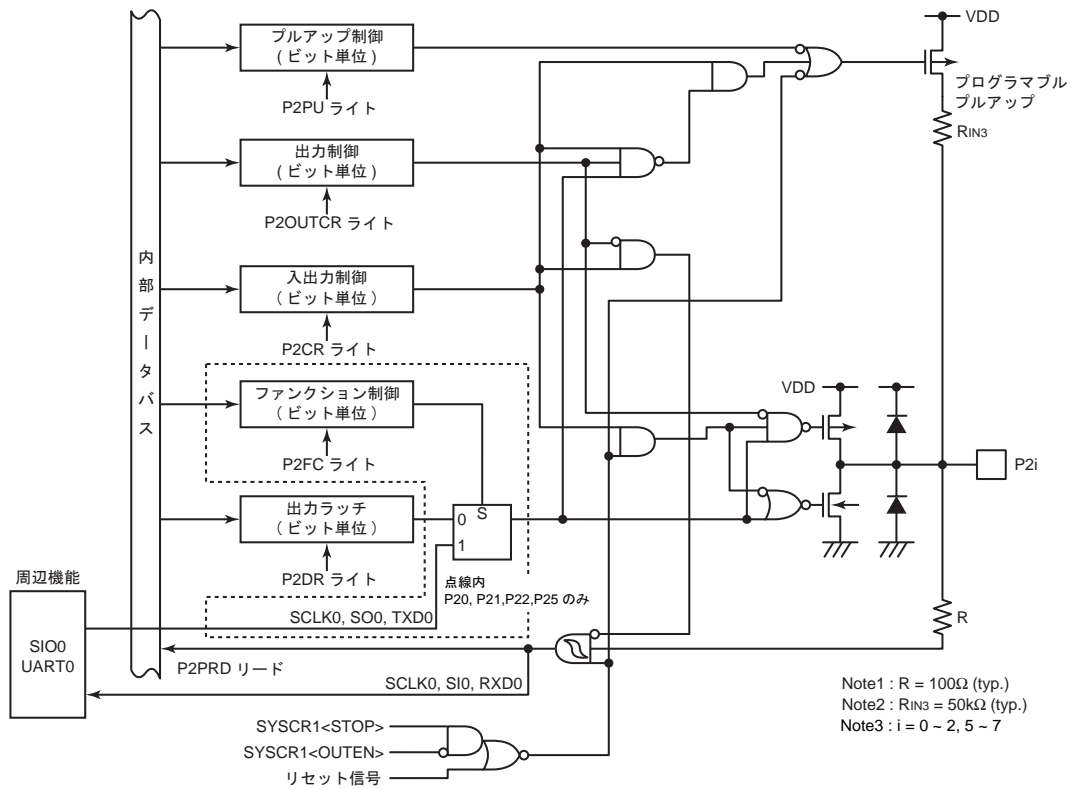 VDD
プルアップ制御
( ビット単位 )
P2PU ライト
プログラマブル
プルアップ
RIN3
出力制御
( ビット単位 )
P2OUTCR ライト
内部データバス
入出力制御
( ビット単位 )
P2CR ライト
ファンクション制御
( ビット単位 )
P2FC ライト
VDD
P2i
出力ラッチ
( ビット単位 )
P2DR ライト
0
S
1
点線内
P20, P21,P22,P25 のみ
周辺機能
SIO0
UART0
SCLK0, SO0, TXD0
R
P2PRD リード
SCLK0, SI0, RXD0
Note1 : R = 100Ω (typ.)
Note2 : RIN3 = 50kΩ (typ.)
Note3 : i = 0 ~ 2, 5 ~ 7
SYSCR1<STOP>
SYSCR1<OUTEN>
リセット信号